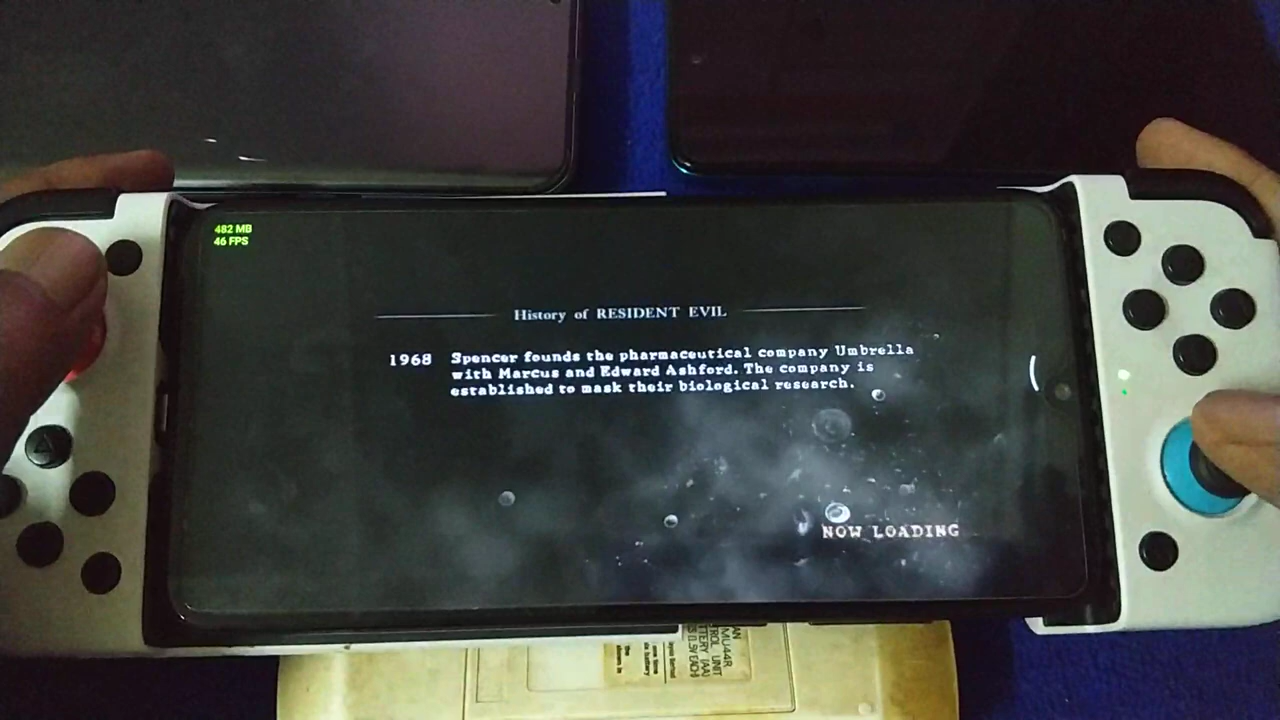 482 MB
46 FPS
History of RESIDENT EVIL
1968 Spencer founds the pharmaceutical company Umbrella
with Marcus and Edward Ashford. The company is
established to mask their biological research.
NOW LOADING